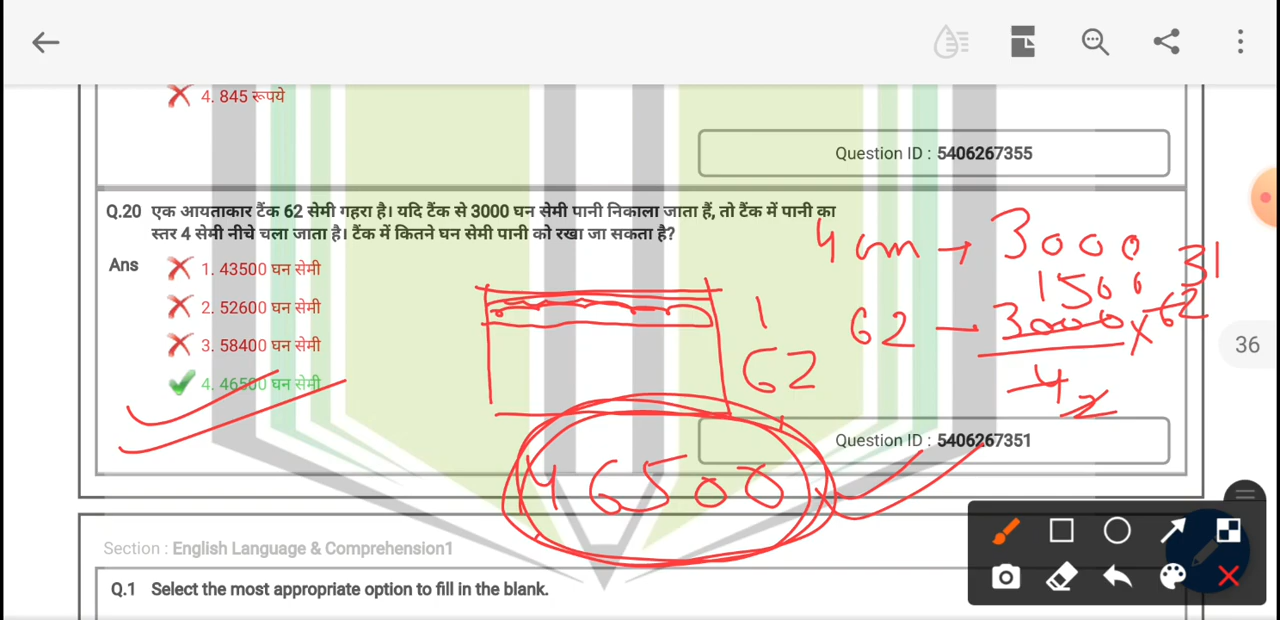 4. 845 रूपये
Question ID : 5406267355
Q.20 एक आयताकार टैंक 62 सेमी गहरा है। यदि टैंक से 3000 घन सेमी पानी निकाला जाता हैं, तो टैंक में पानी का
स्तर 4 सेमी नीचे चला जाता है। टैंक में कितने घन सेमी पानी को रखा जा सकता है?
4 cm → 3000
Ans
1. 43500 घन सेमी
31
1500
2. 52600 घन सेमी
1
62 — 3000 × 62
3. 58400 घन सेमी
62
36
4
2
4. 46500 घन सेमी
Question ID : 5406267351
46500
Section : English Language & Comprehension1
Q.1 Select the most appropriate option to fill in the blank.